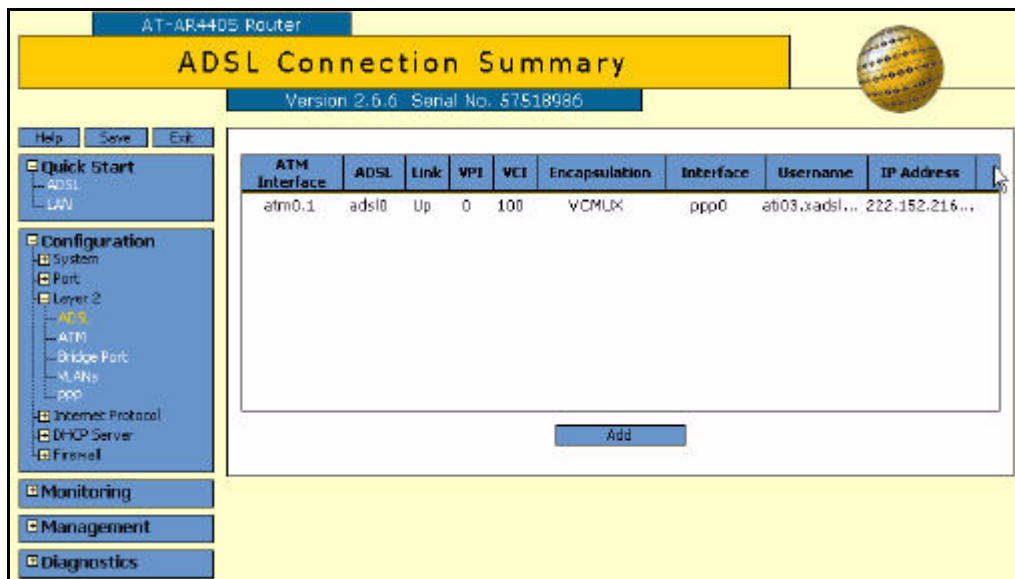 AT-AR440S Router
ADSL Connection Summary
Version 2.6.6 Serial No. 57518986
Help Save Exit
Quick Start
ADSL
LAN
Configuration
System
Port
Layer 2
ADSL
ATM
Bridge Port
VLANs
ppp
Internet Protocol
DHCP Server
Firewall
Monitoring
Management
Diagnostics
ATM Interface ADSL Link VPI VCI Encapsulation Interface Username IP Address
atm0.1 adsl0 Up 0 100 VCMUX ppp0 ati03.xadsl... 222.152.216...
Add